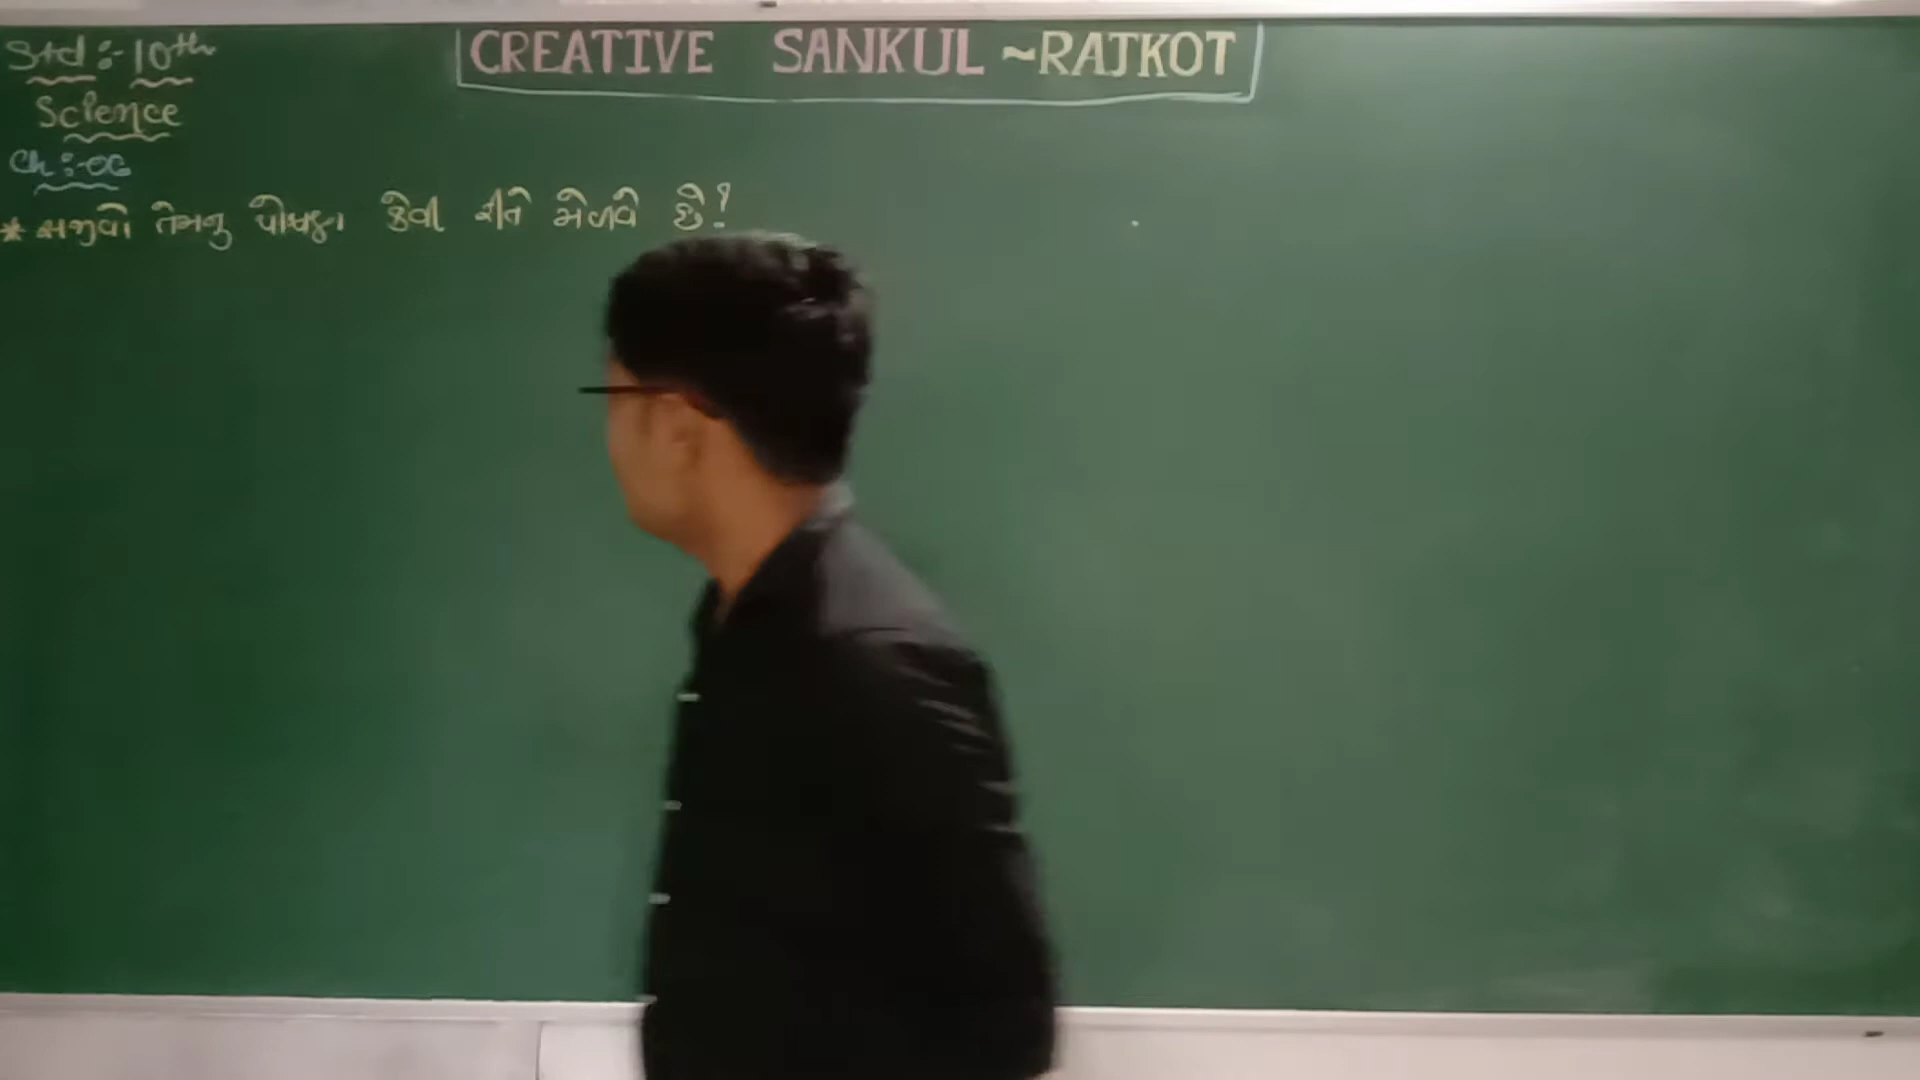 Std :- 10th
CREATIVE SANKUL ~RAJKOT
Science
Ch :- 06
* સજીવો તેમનુ પોષણ કેવી રીતે મેળવે છે?